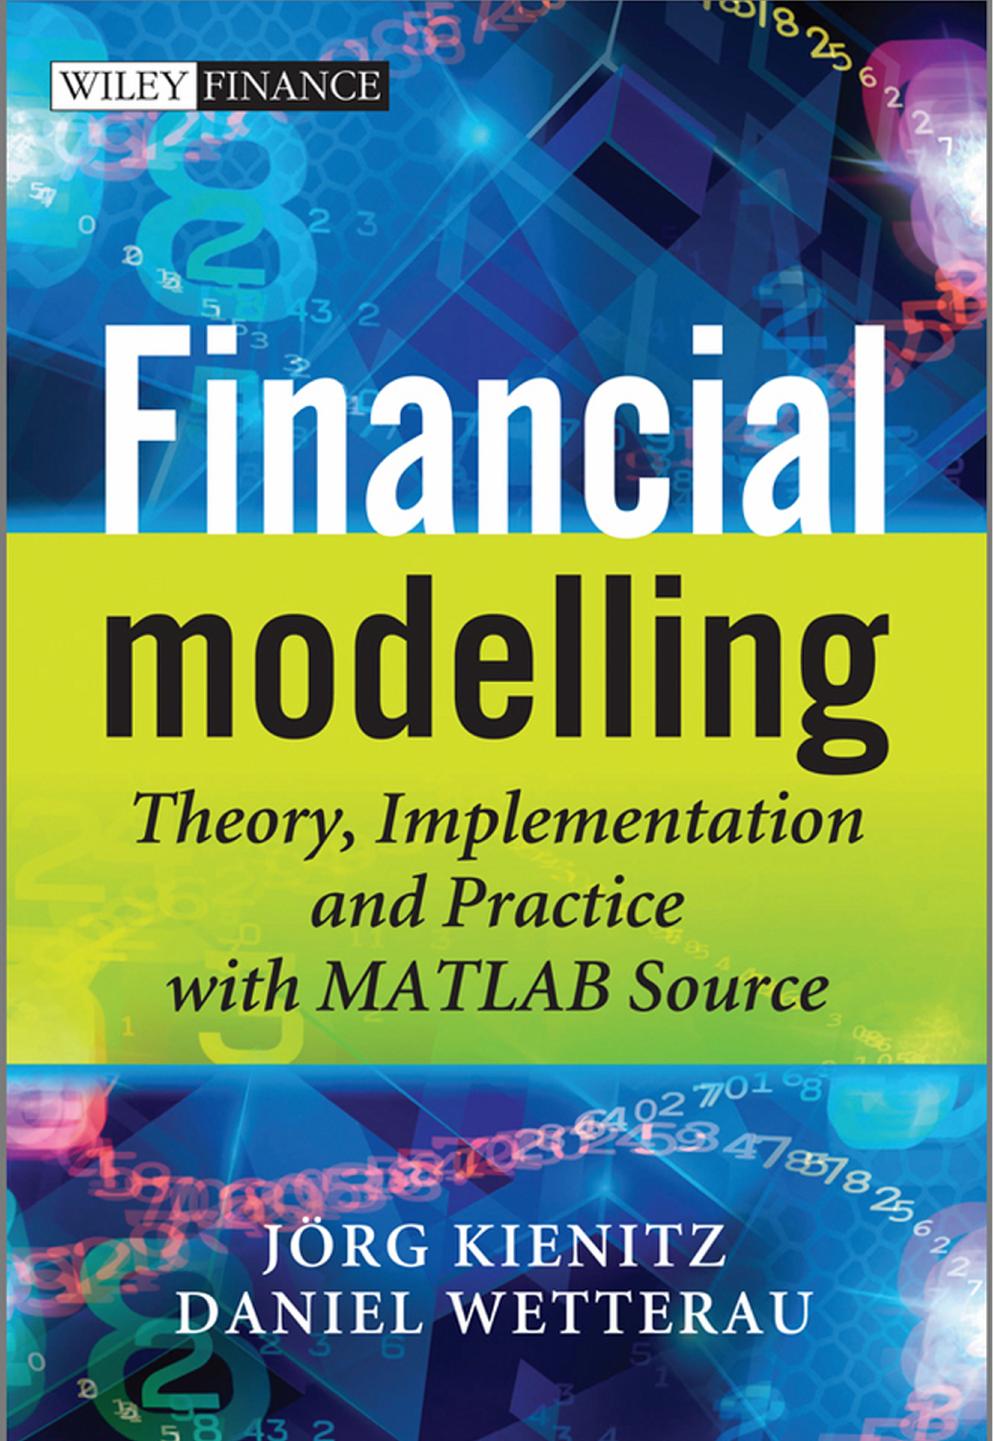 WILEY FINANCE
Financial
modelling
Theory, Implementation
and Practice
with MATLAB Source
JÖRG KIENITZ
DANIEL WETTERAU